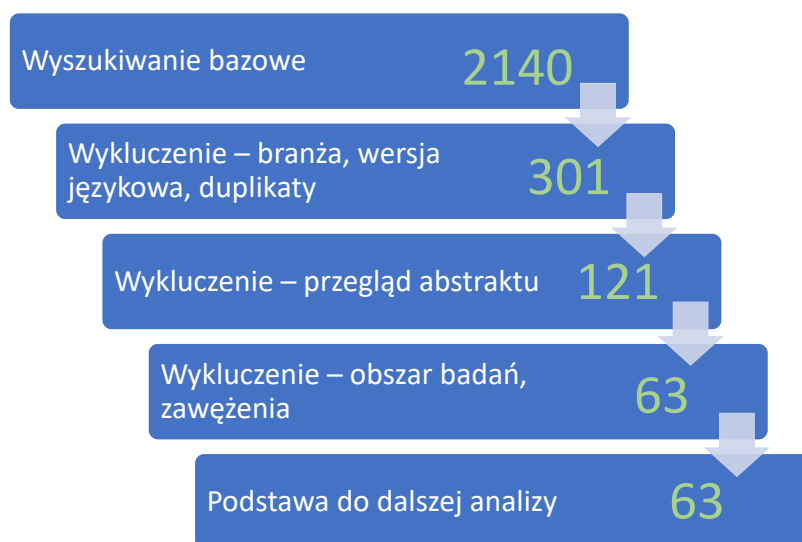 Wyszukiwanie bazowe 2140
Wykluczenie – branża, wersja
językowa, duplikaty 301
Wykluczenie – przegląd abstraktu 121
Wykluczenie – obszar badań,
zawężenia 63
Podstawa do dalszej analizy 63